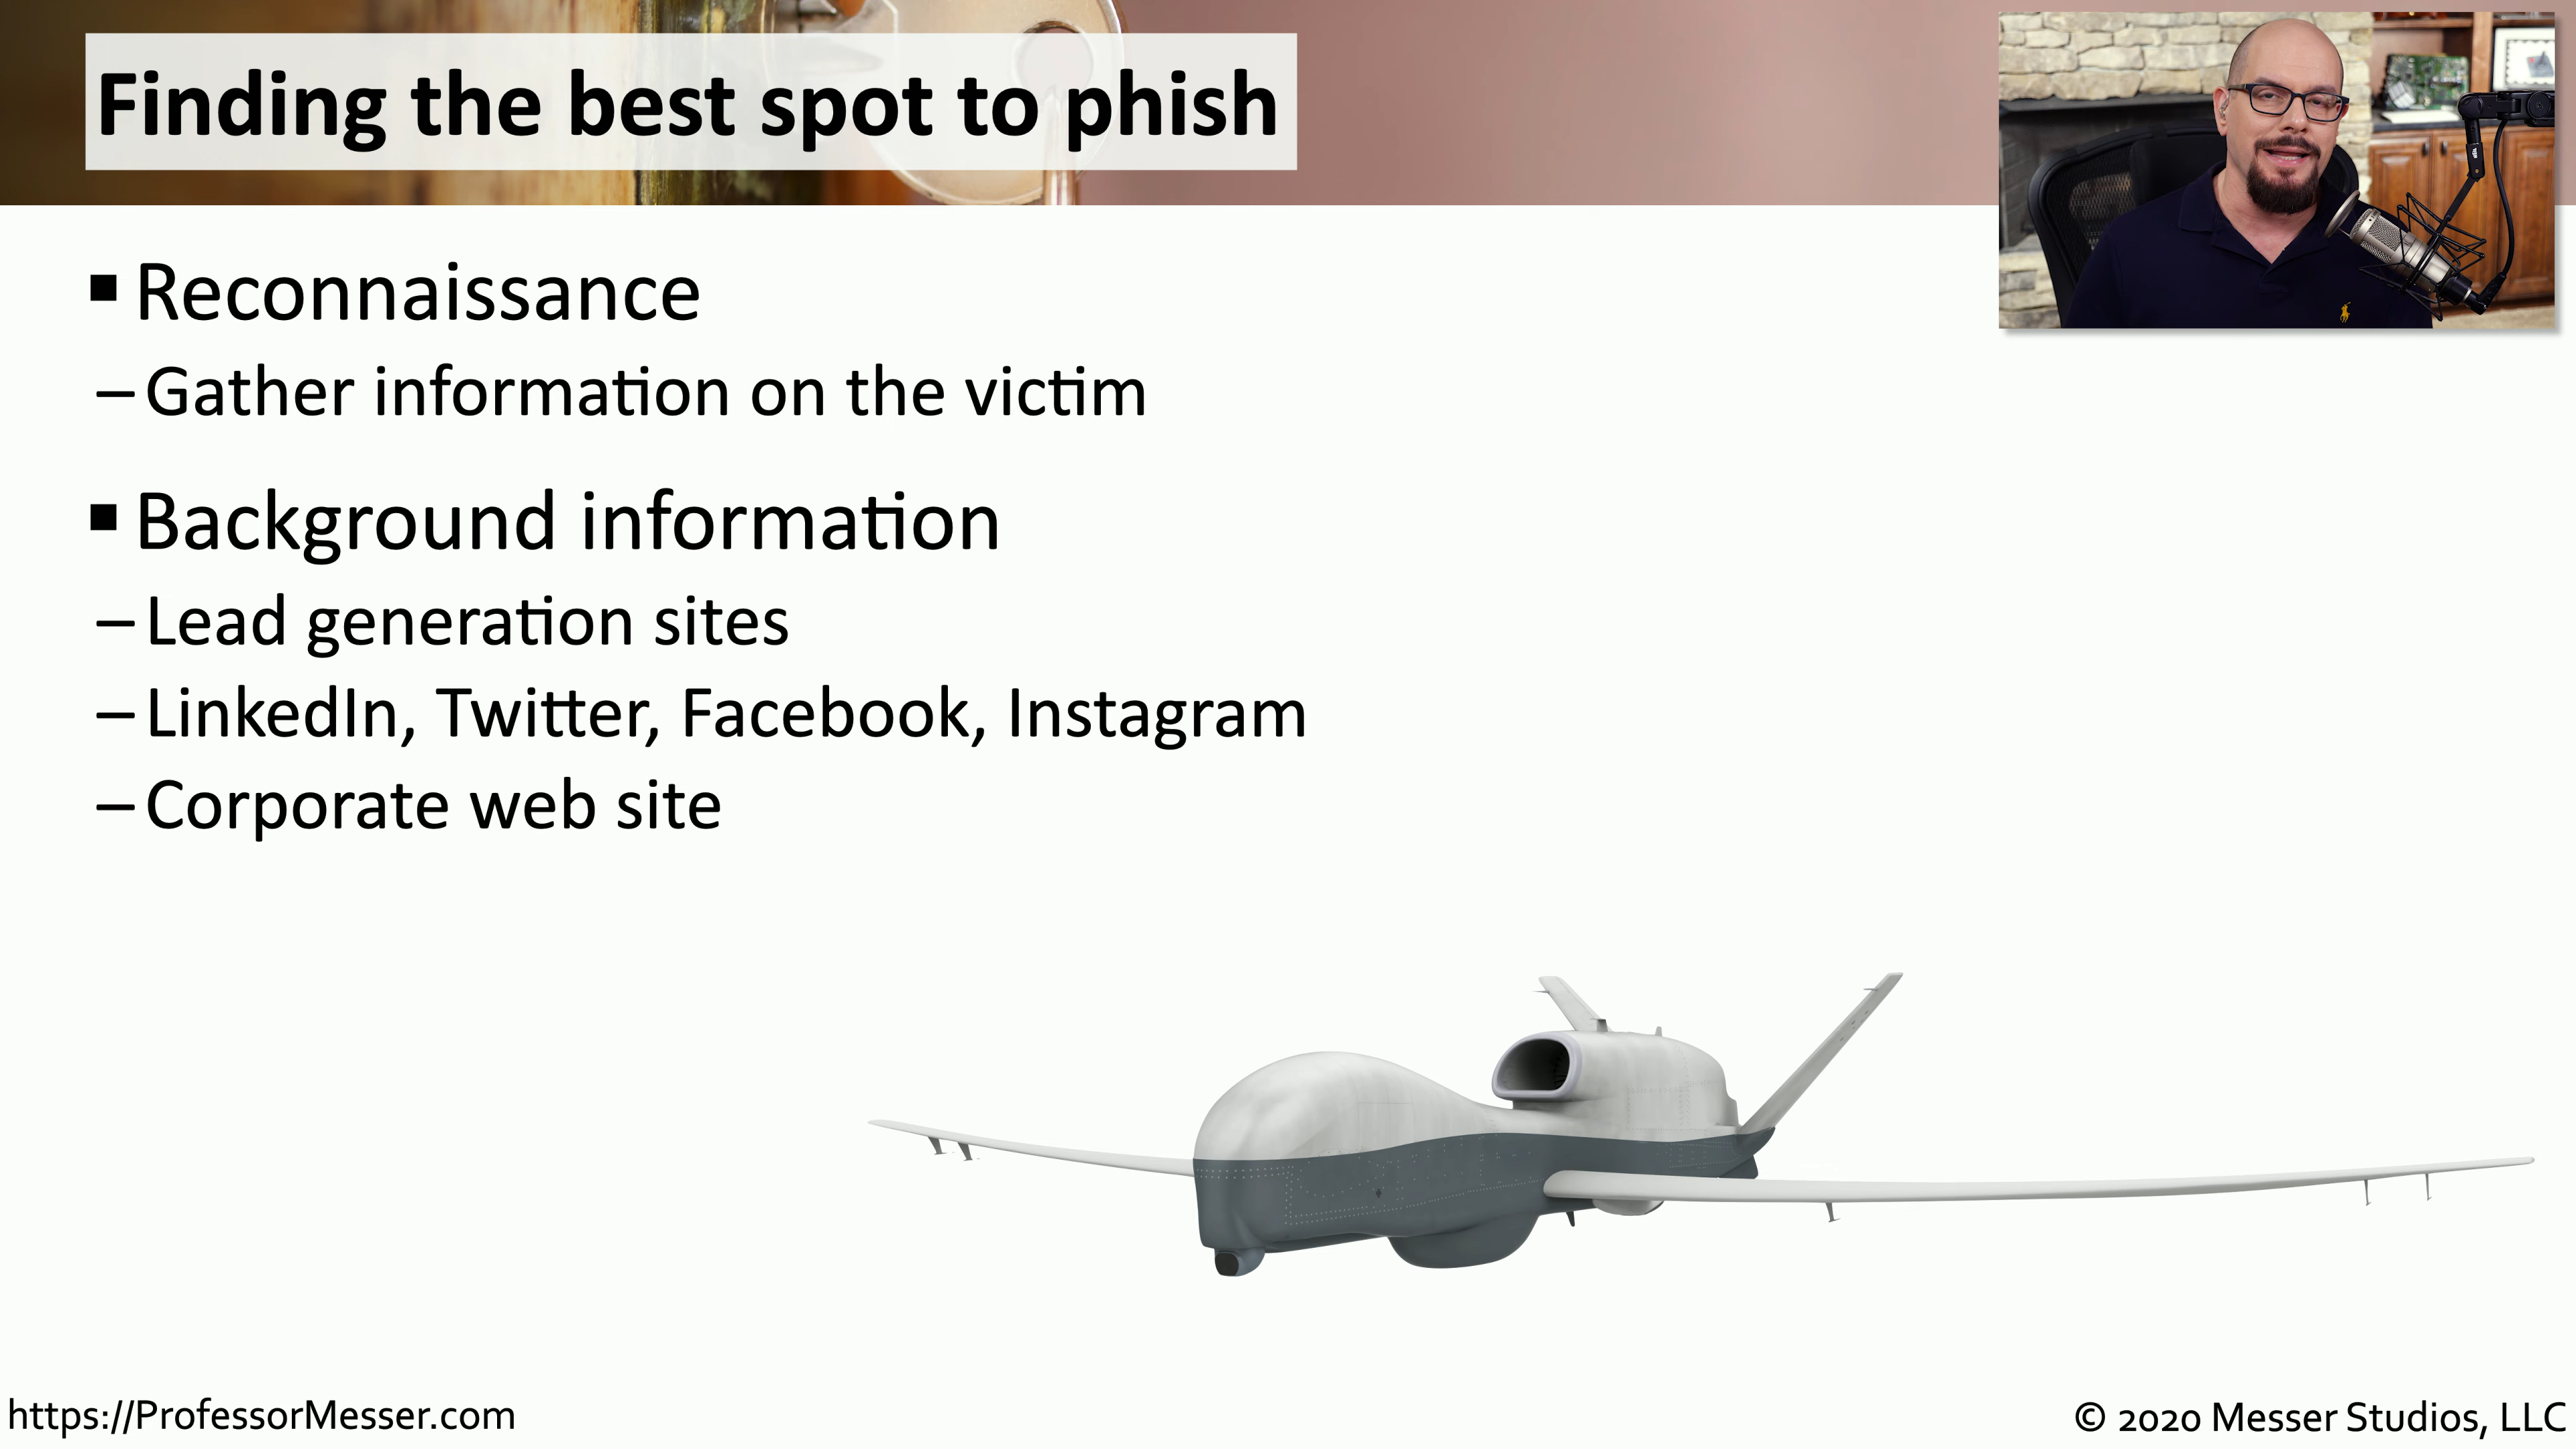 Finding the best spot to phish
▪ Reconnaissance
– Gather information on the victim
▪ Background information
– Lead generation sites
– LinkedIn, Twitter, Facebook, Instagram
– Corporate web site
https://ProfessorMesser.com
© 2020 Messer Studios, LLC